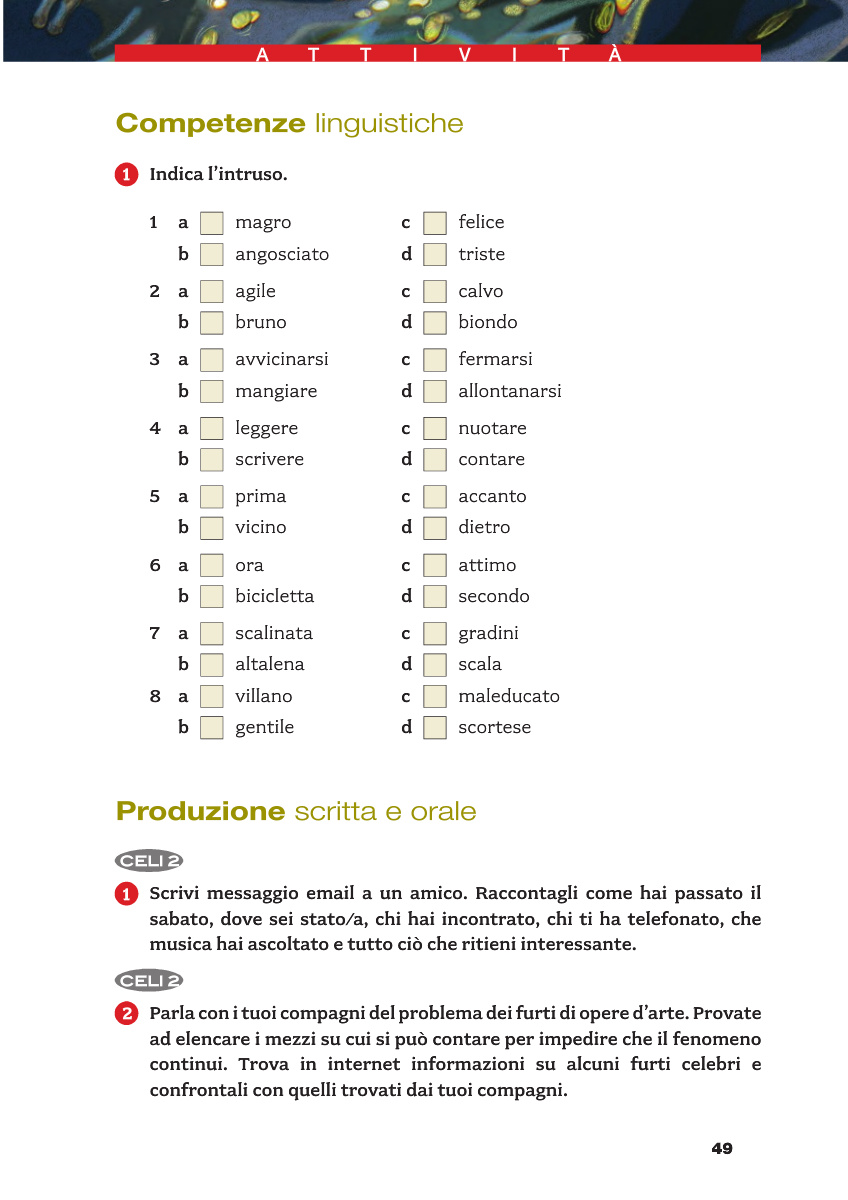 ATTIVITÀ
Competenze linguistiche
1 Indica l'intruso.
1 a magro c felice
b angosciato d triste
2 a agile c calvo
b bruno d biondo
3 a avvicinarsi c fermarsi
b mangiare d allontanarsi
4 a leggere c nuotare
b scrivere d contare
5 a prima c accanto
b vicino d dietro
6 a ora c attimo
b bicicletta d secondo
7 a scalinata c gradini
b altalena d scala
8 a villano c maleducato
b gentile d scortese
Produzione scritta e orale
CELI 2
1 Scrivi messaggio email a un amico. Raccontagli come hai passato il
sabato, dove sei stato/a, chi hai incontrato, chi ti ha telefonato, che
musica hai ascoltato e tutto ciò che ritieni interessante.
CELI 2
2 Parla con i tuoi compagni del problema dei furti di opere d'arte. Provate
ad elencare i mezzi su cui si può contare per impedire che il fenomeno
continui. Trova in internet informazioni su alcuni furti celebri e
confrontali con quelli trovati dai tuoi compagni.
49